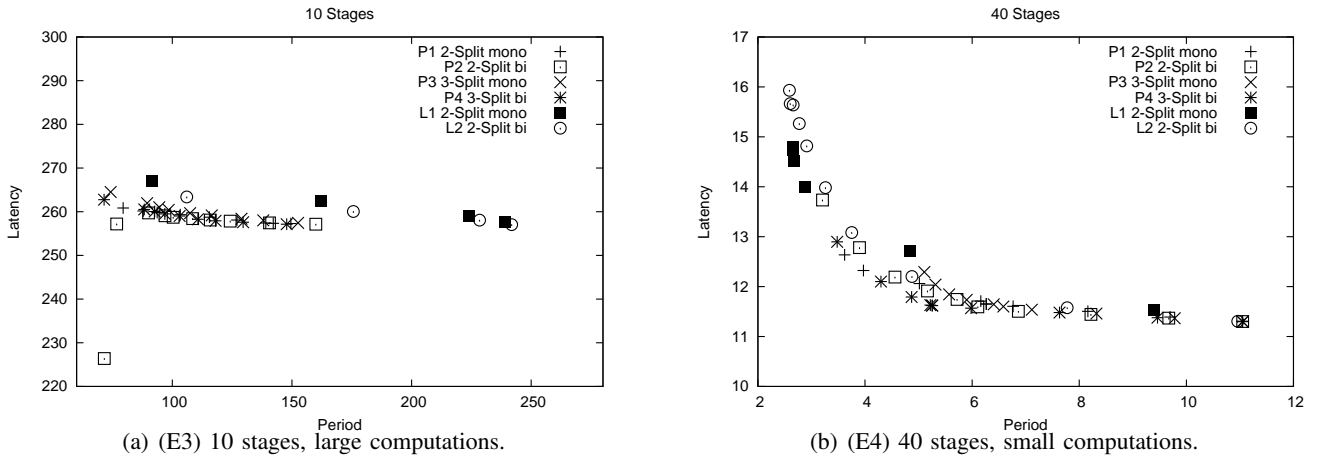 10 Stages
300
290
280
270
260
250
240
230
220
Latency
100
150
200
250
Period
P1 2-Split mono
P2 2-Split bi
P3 3-Split mono
P4 3-Split bi
L1 2-Split mono
L2 2-Split bi
(a) (E3) 10 stages, large computations.
40 Stages
17
16
15
14
13
12
11
10
Latency
2
4
6
8
10
12
Period
P1 2-Split mono
P2 2-Split bi
P3 3-Split mono
P4 3-Split bi
L1 2-Split mono
L2 2-Split bi
(b) (E4) 40 stages, small computations.